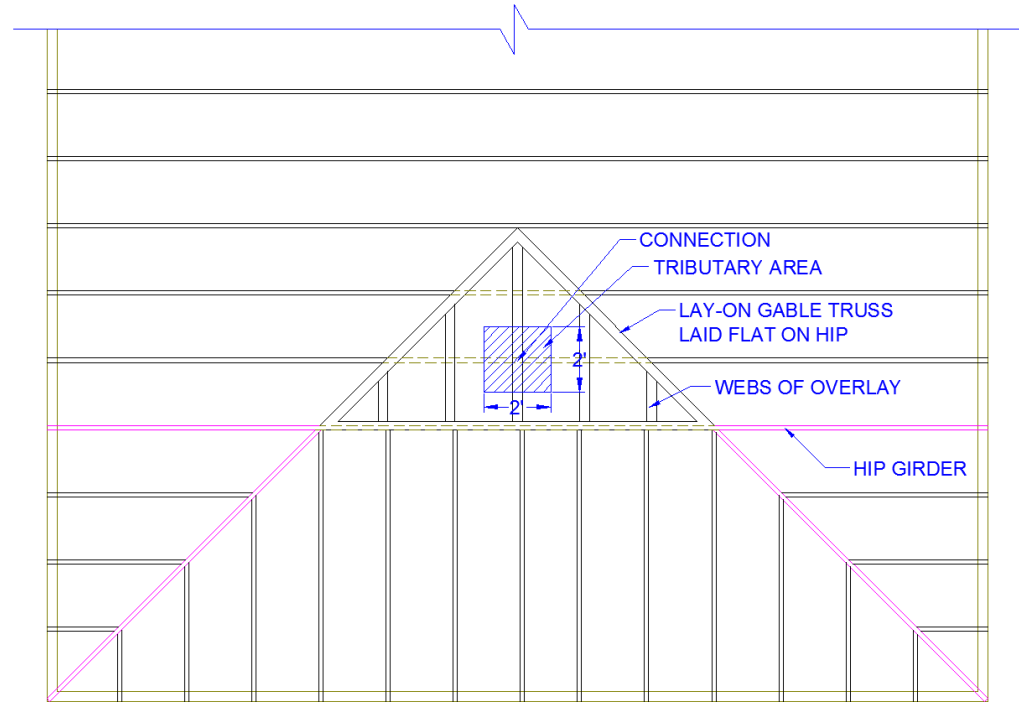 CONNECTION
TRIBUTARY AREA
LAY-ON GABLE TRUSS
LAID FLAT ON HIP
2'
WEBS OF OVERLAY
2'
HIP GIRDER